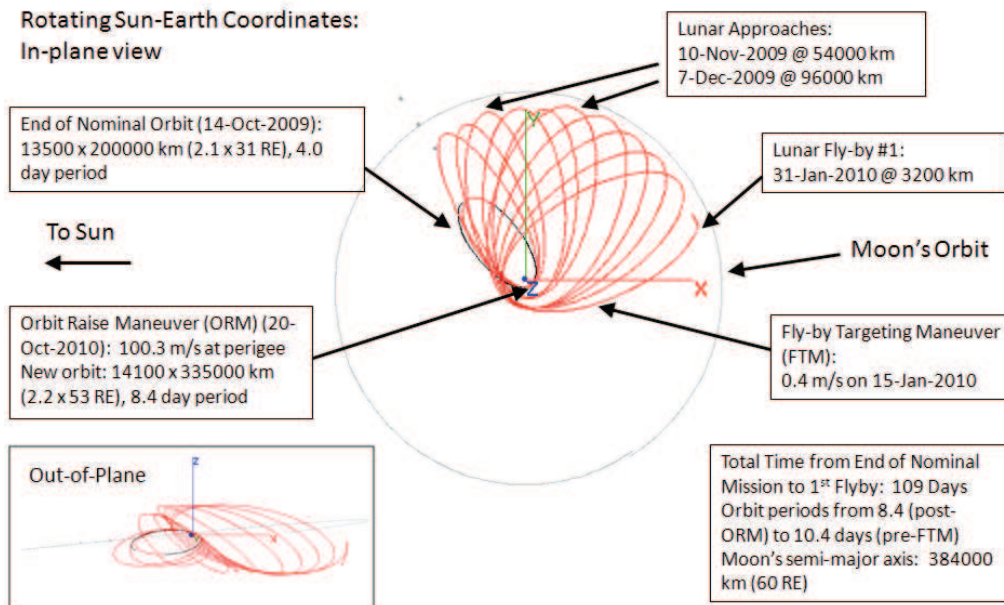 Rotating Sun-Earth Coordinates:
In-plane view
Lunar Approaches:
10-Nov-2009 @ 54000 km
7-Dec-2009 @ 96000 km
End of Nominal Orbit (14-Oct-2009):
13500 x 200000 km (2.1 x 31 RE), 4.0
day period
Y
Lunar Fly-by #1:
31-Jan-2010 @ 3200 km
To Sun
Moon's Orbit
Z
X
Orbit Raise Maneuver (ORM) (20-
Oct-2010): 100.3 m/s at perigee
New orbit: 14100 x 335000 km
(2.2 x 53 RE), 8.4 day period
Fly-by Targeting Maneuver
(FTM):
0.4 m/s on 15-Jan-2010
Out-of-Plane
z
x
Total Time from End of Nominal
Mission to 1st Flyby: 109 Days
Orbit periods from 8.4 (post-
ORM) to 10.4 days (pre-FTM)
Moon's semi-major axis: 384000
km (60 RE)